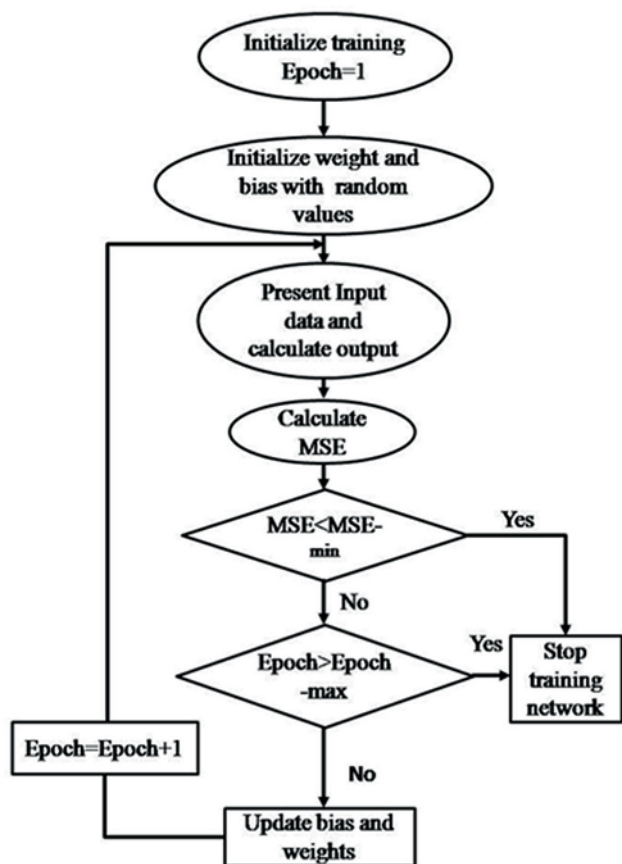 Initialize training
Epoch=1
Initialize weight and
bias with random
values
Present Input
data and
calculate output
Calculate
MSE
MSE<MSE-
min
Yes
No
Epoch>Epoch
-max
Yes
Stop
training
network
Epoch=Epoch+1
No
Update bias and
weights